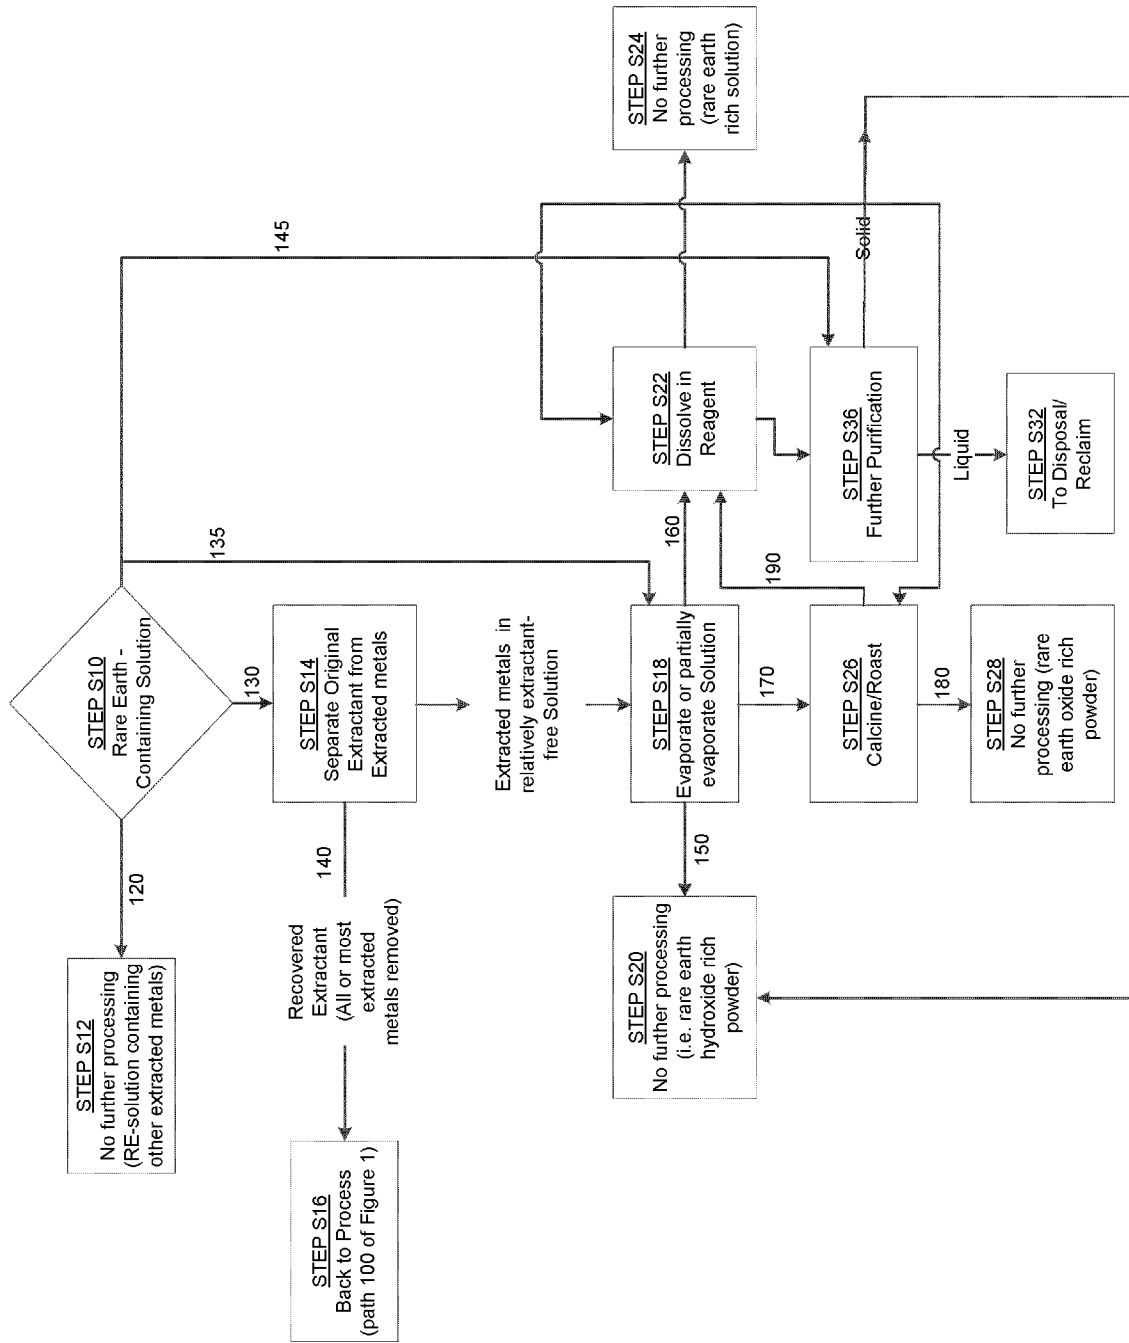 STEP S10
Rare Earth -
Containing Solution
120
STEP S12
No further processing
(RE-solution containing
other extracted metals)
130
STEP S14
Separate Original
Extractant from
Extracted metals
140
Recovered
Extractant
(All or most
extracted
metals removed)
STEP S16
Back to Process
(path 100 of Figure 1)
Extracted metals in
relatively extractant-
free Solution
135
145
STEP S18
Evaporate or partially
evaporate Solution
150
STEP S20
No further processing
(i.e. rare earth
hydroxide rich
powder)
160
STEP S22
Dissolve in
Reagent
STEP S24
No further
processing
(rare earth
rich solution)
170
STEP S26
Calcine/Roast
190
180
STEP S28
No further
processing (rare
earth oxide rich
powder)
STEP S36
Further Purification
Solid
Liquid
STEP S32
To Disposal/
Reclaim